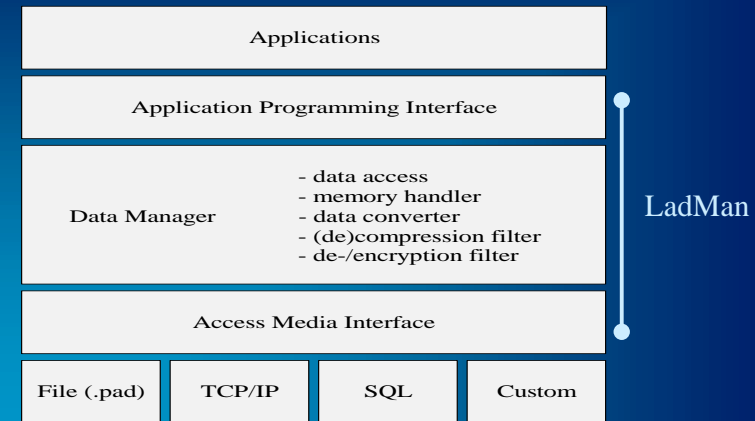 Applications
Application Programming Interface
Data Manager
- data access
- memory handler
- data converter
- (de)compression filter
- de-/encryption filter
LadMan
Access Media Interface
File (.pad)
TCP/IP
SQL
Custom